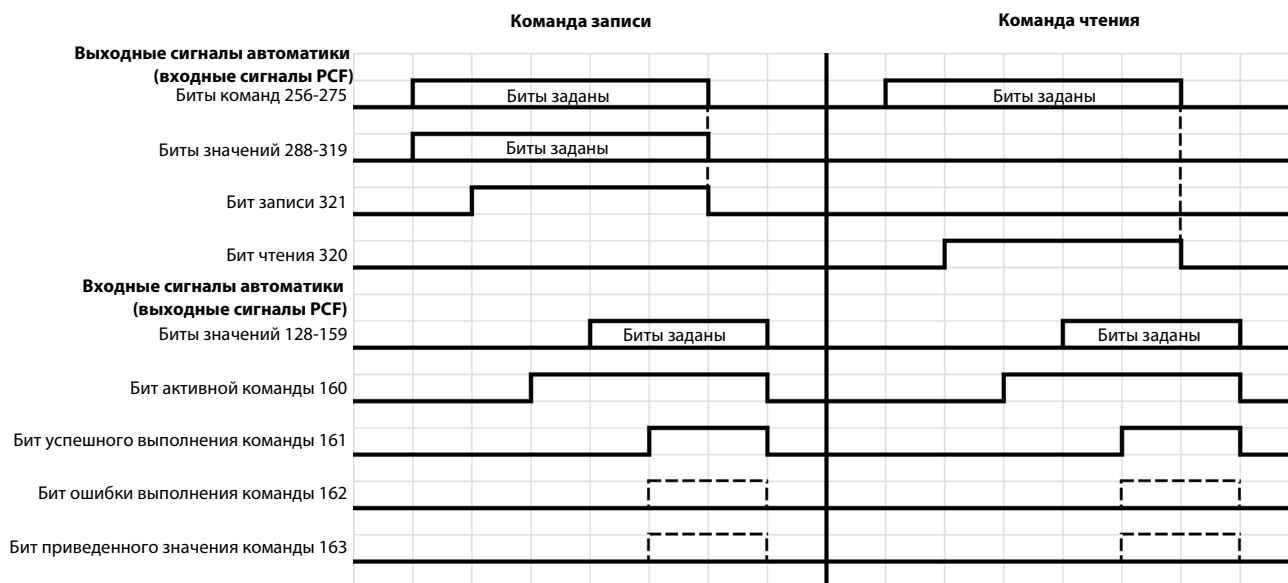 Команда записи
Команда чтения
Выходные сигналы автоматики
(входные сигналы PCF)
Биты команд 256-275
Биты заданы
Биты заданы
Биты значений 288-319
Биты заданы
Бит записи 321
Бит чтения 320
Входные сигналы автоматики
(выходные сигналы PCF)
Биты значений 128-159
Биты заданы
Биты заданы
Бит активной команды 160
Бит успешного выполнения команды 161
Бит ошибки выполнения команды 162
Бит приведенного значения команды 163